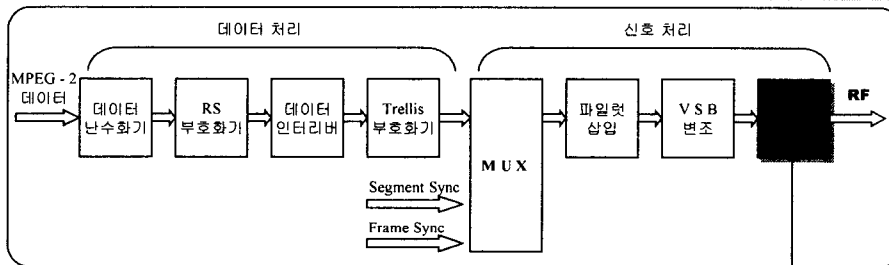 데이터 처리
신호 처리
MPEG - 2
데이터
데이터
난수화기
RS
부호화기
데이터
인터리버
Trellis
부호화기
M U X
파일럿
삽입
V S B
변조
RF
Segment Sync
Frame Sync